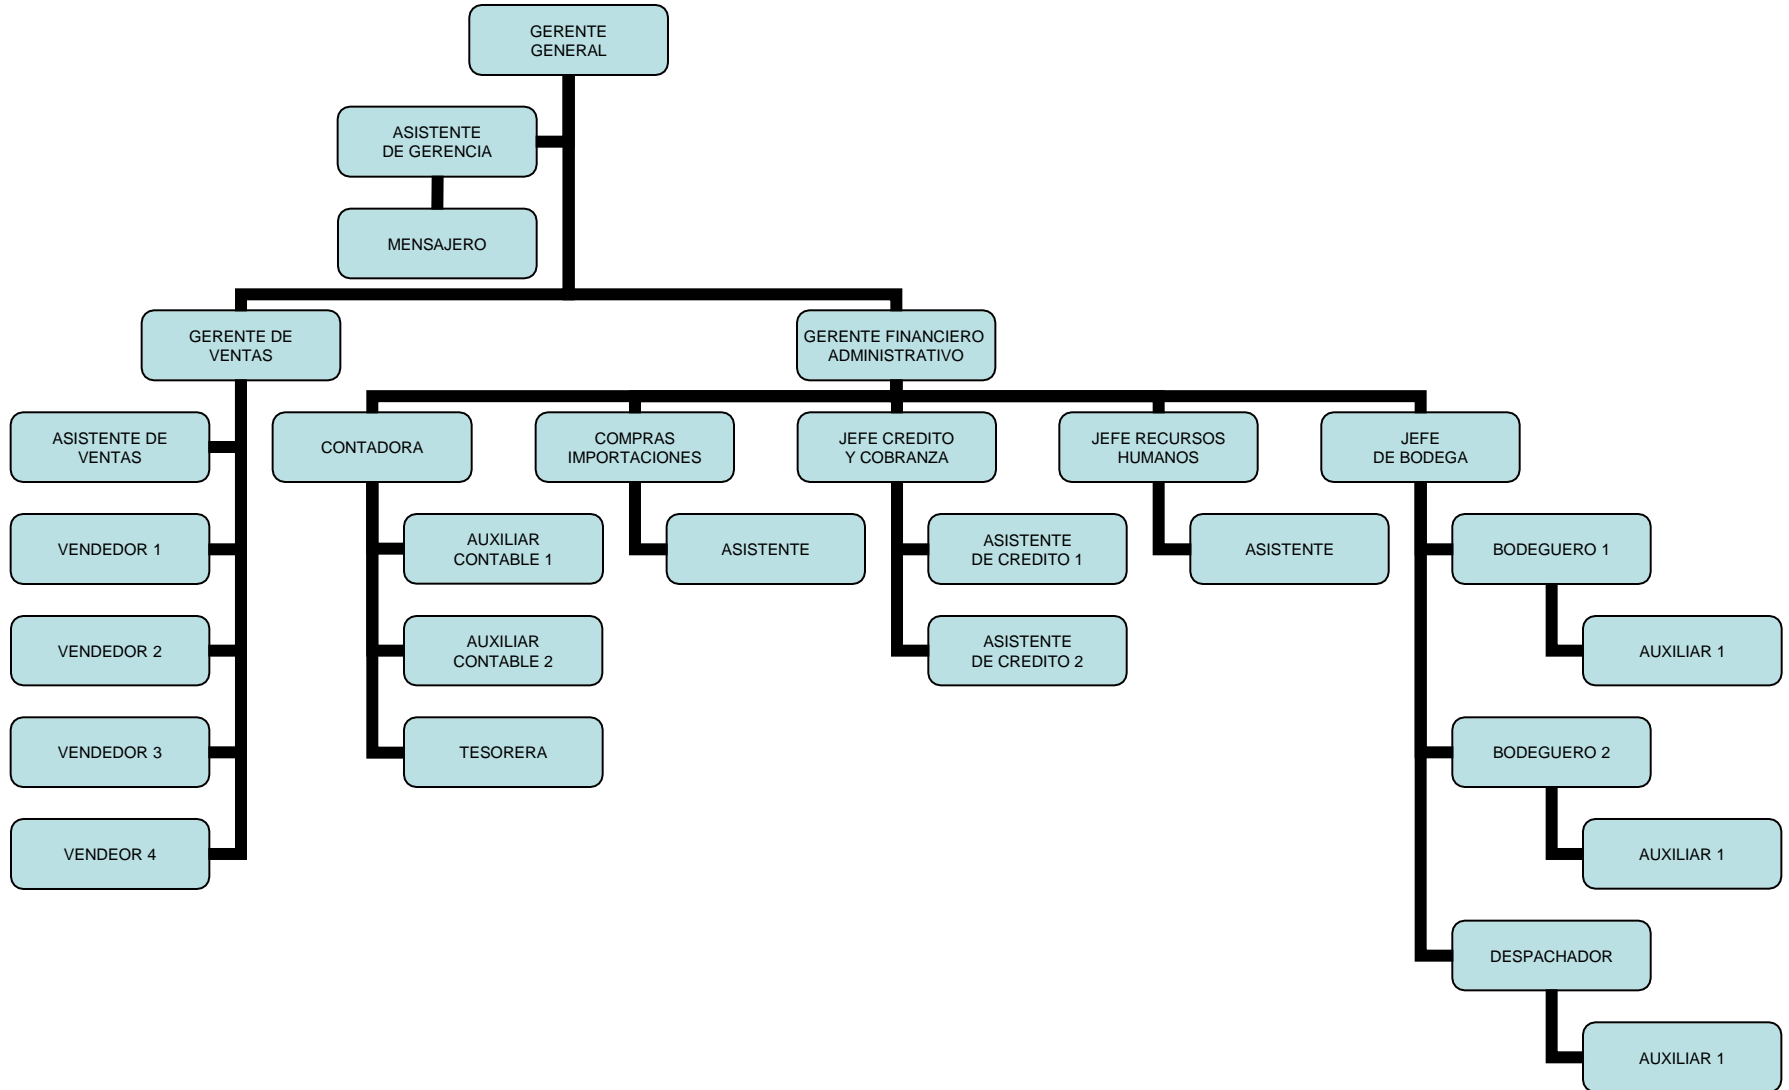 GERENTE
GENERAL
ASISTENTE
DE GERENCIA
MENSAJERO
GERENTE DE
VENTAS
GERENTE FINANCIERO
ADMINISTRATIVO
ASISTENTE DE
VENTAS
CONTADORA
COMPRAS
IMPORTACIONES
JEFE CREDITO
Y COBRANZA
JEFE RECURSOS
HUMANOS
JEFE
DE BODEGA
VENDEDOR 1
AUXILIAR
CONTABLE 1
ASISTENTE
ASISTENTE
DE CREDITO 1
ASISTENTE
BODEGUERO 1
VENDEDOR 2
AUXILIAR
CONTABLE 2
ASISTENTE
DE CREDITO 2
AUXILIAR 1
VENDEDOR 3
TESORERA
BODEGUERO 2
VENDEOR 4
AUXILIAR 1
DESPACHADOR
AUXILIAR 1